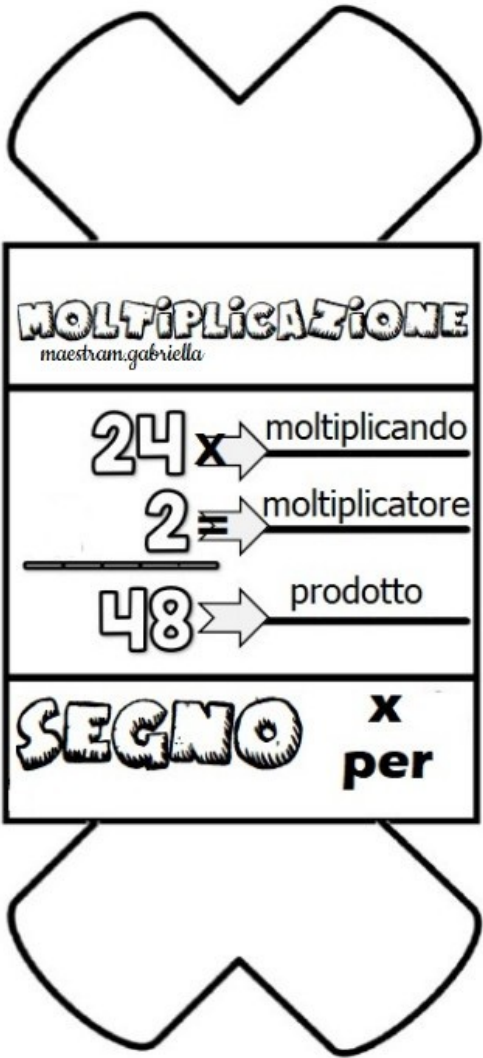 MOLTiPLiCAZiONE
maestram.gabriella
24 x moltiplicando
2 = moltiplicatore
48 prodotto
SEGNO x
per